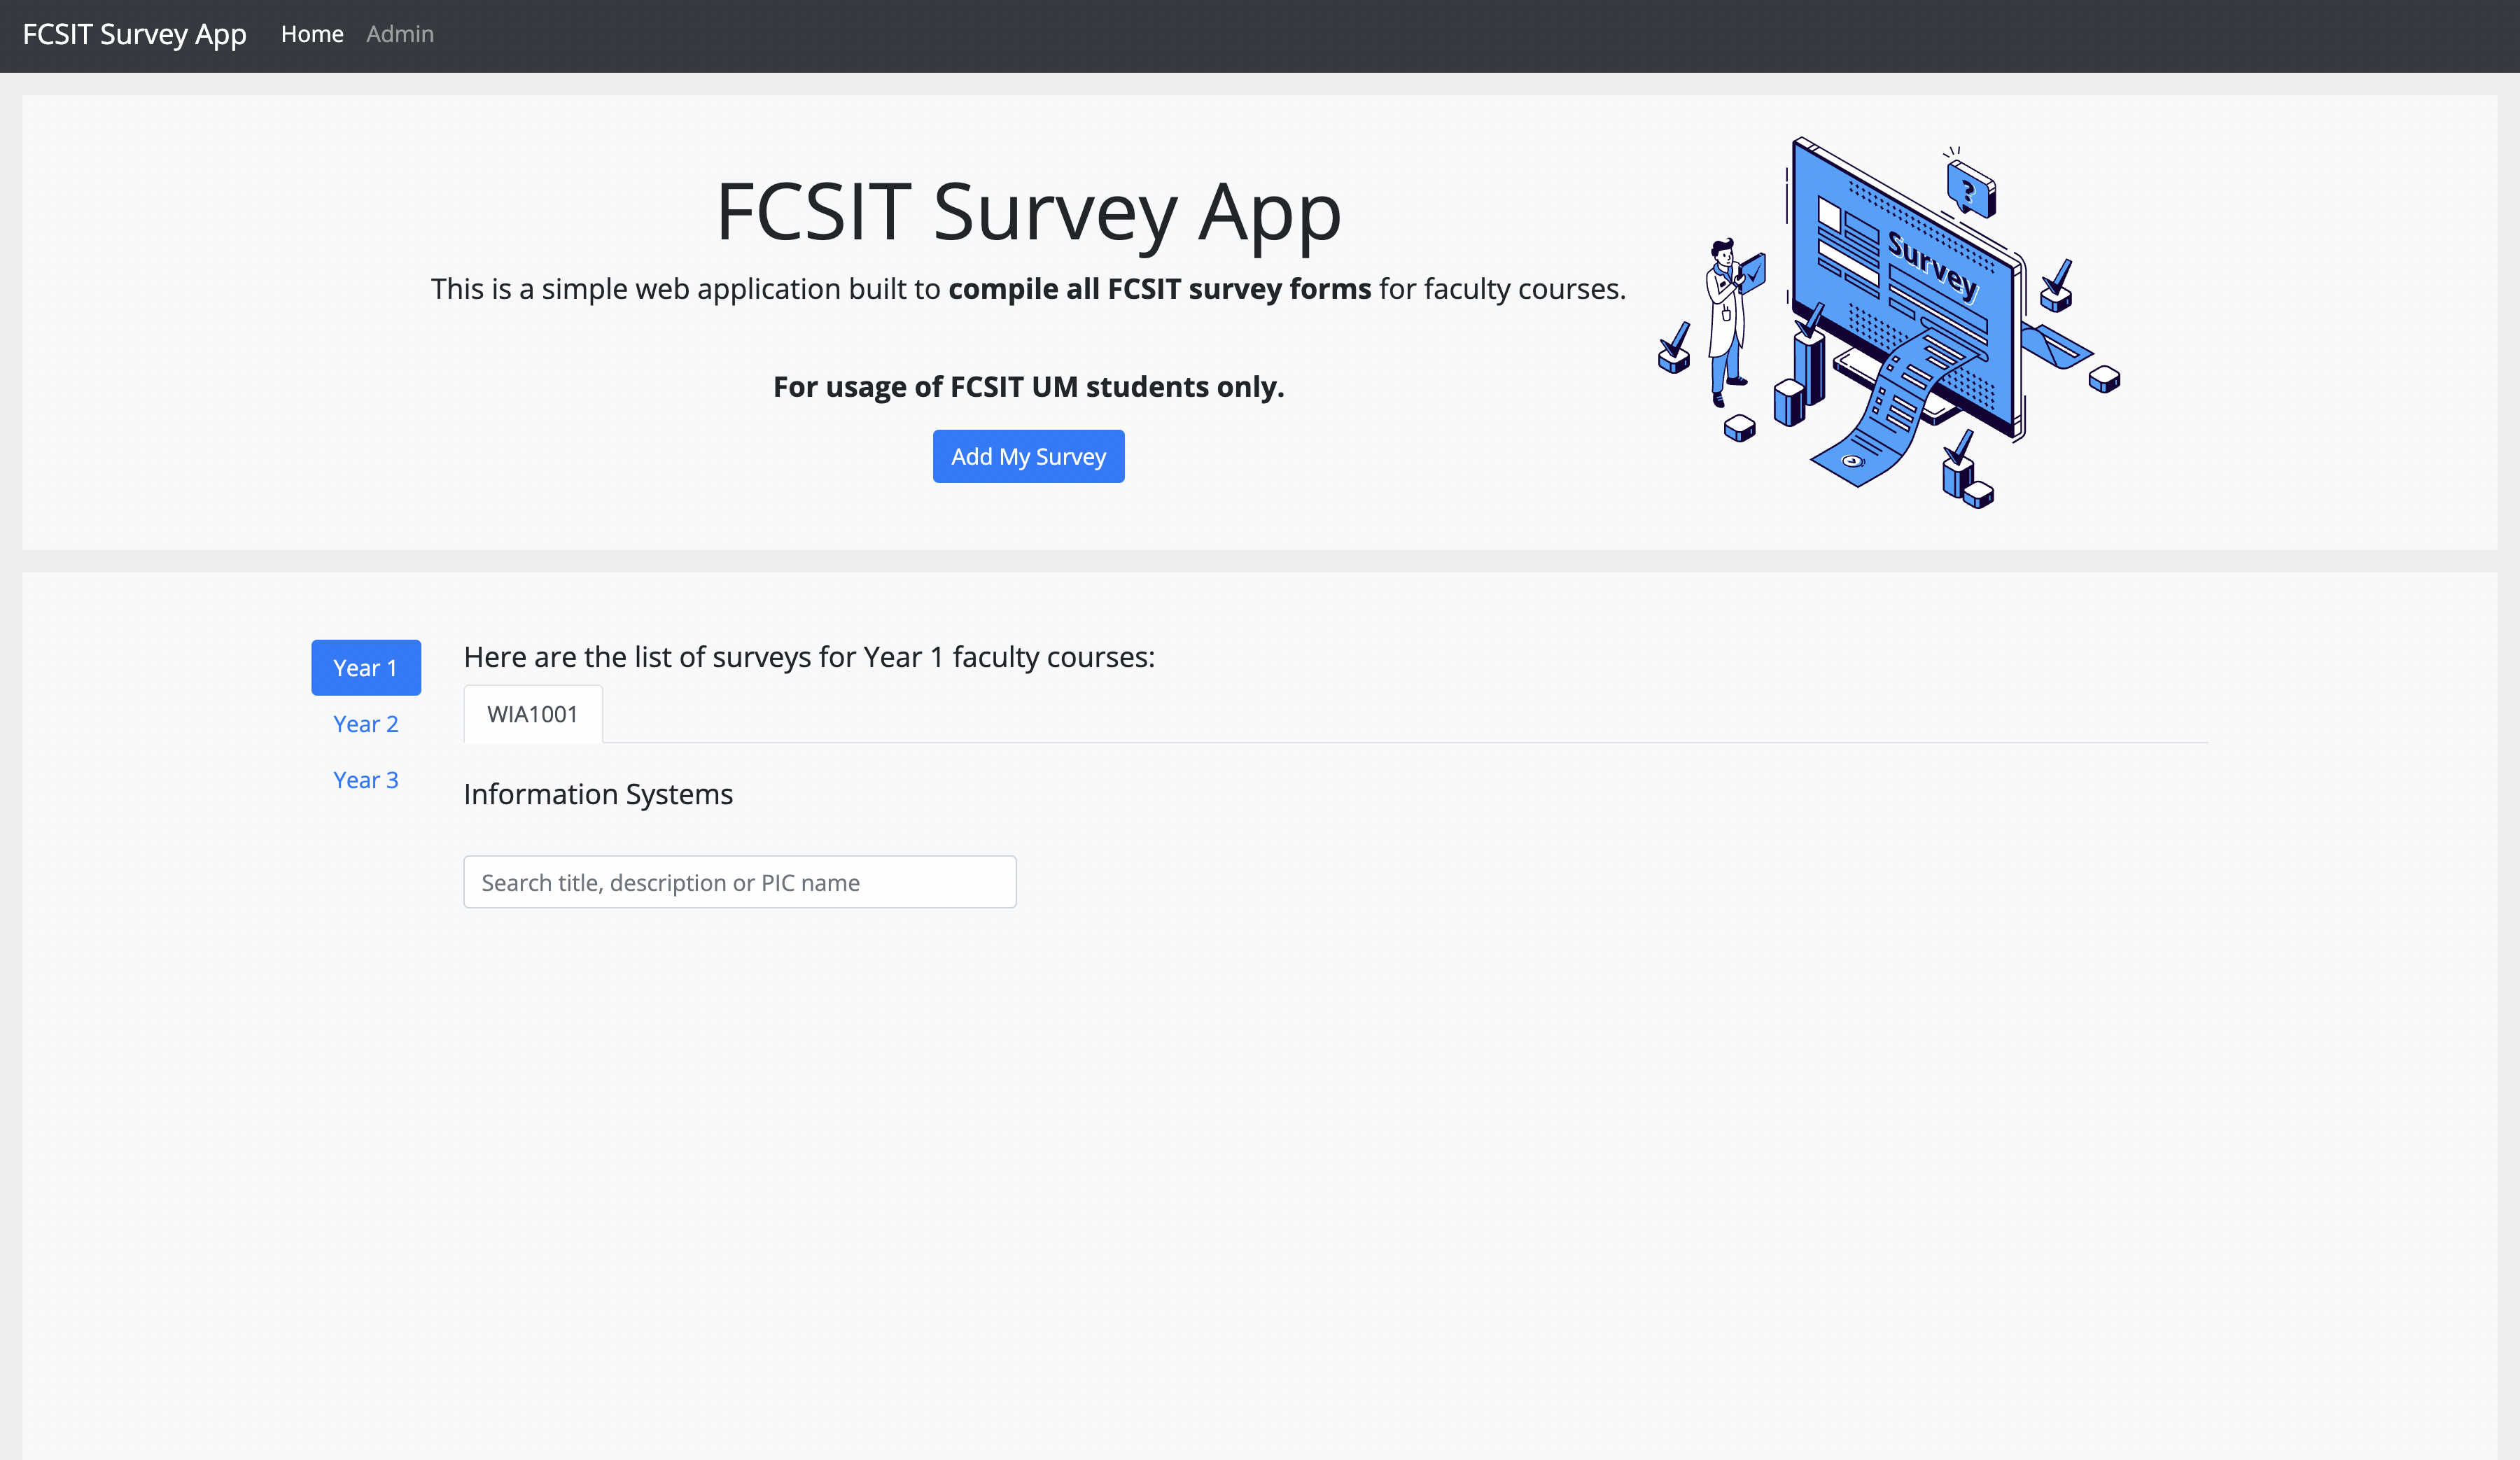 FCSIT Survey App Home Admin
FCSIT Survey App
This is a simple web application built to compile all FCSIT survey forms for faculty courses.
For usage of FCSIT UM students only.
Add My Survey
?
Survey
Year 1
Year 2
Year 3
Here are the list of surveys for Year 1 faculty courses:
WIA1001
Information Systems
Search title, description or PIC name